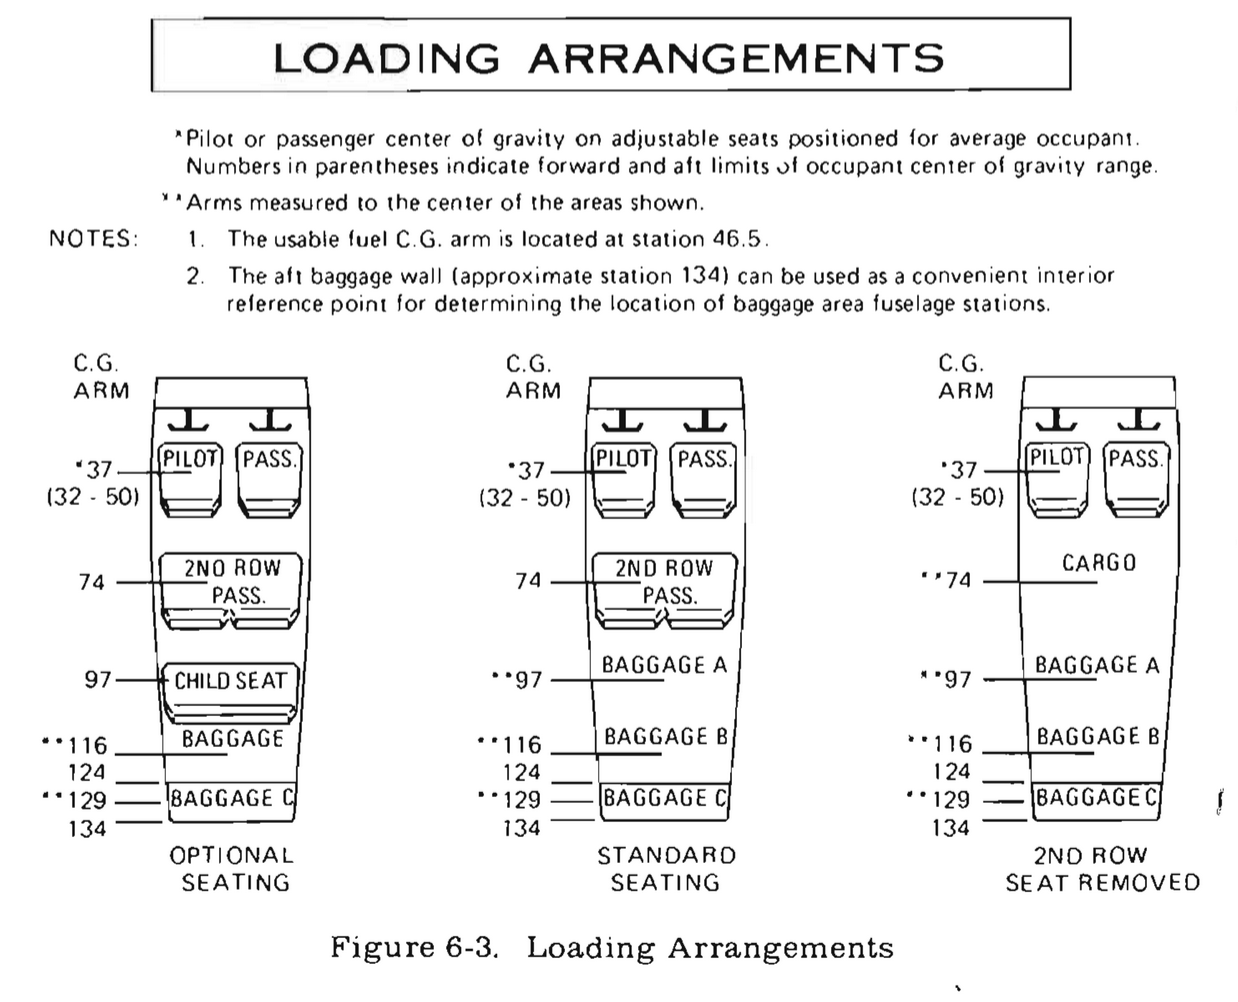 LOADING ARRANGEMENTS
*Pilot or passenger center of gravity on adjustable seats positioned for average occupant.
Numbers in parentheses indicate forward and aft limits of occupant center of gravity range.
**Arms measured to the center of the areas shown.
NOTES: 1. The usable fuel C.G. arm is located at station 46.5.
2. The aft baggage wall (approximate station 134) can be used as a convenient interior
reference point for determining the location of baggage area fuselage stations.
C.G.
ARM
*37
(32 - 50)
74
97
**116
124
**129
134
PILOT PASS.
2ND ROW
PASS.
CHILD SEAT
BAGGAGE
BAGGAGE C
OPTIONAL
SEATING
C.G.
ARM
*37
(32 - 50)
74
**97
**116
124
**129
134
PILOT PASS.
2ND ROW
PASS.
BAGGAGE A
BAGGAGE B
BAGGAGE C
STANDARD
SEATING
C.G.
ARM
*37
(32 - 50)
**74
**97
**116
124
**129
134
PILOT PASS.
CARGO
BAGGAGE A
BAGGAGE B
BAGGAGE C
2ND ROW
SEAT REMOVED
Figure 6-3. Loading Arrangements